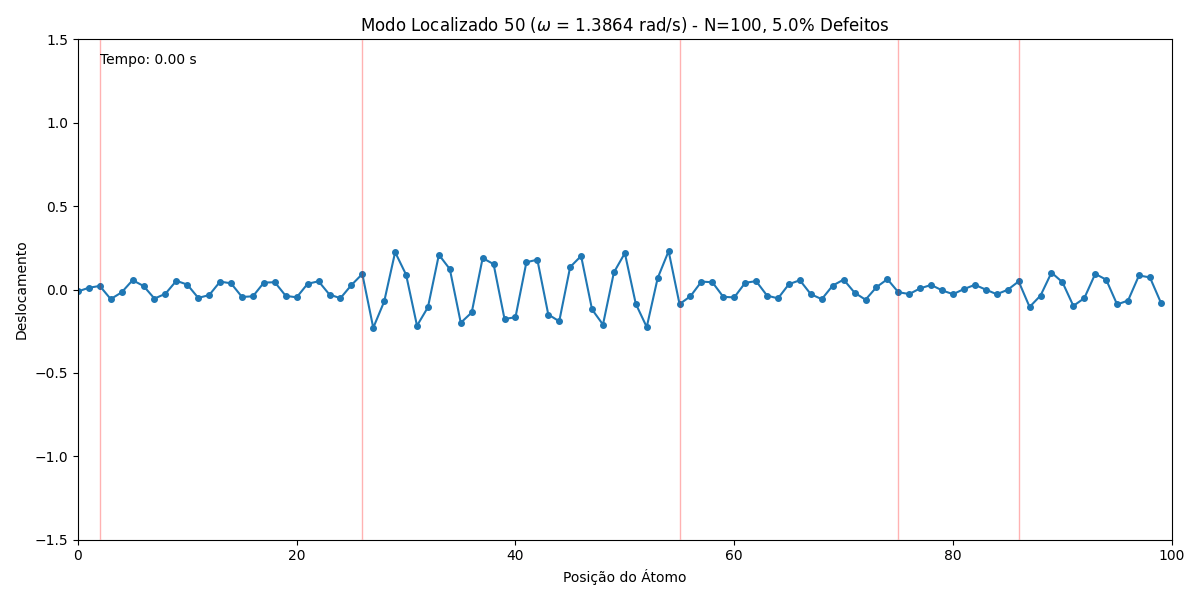 Modo Localizado 50 (ω = 1.3864 rad/s) - N=100, 5.0% Defeitos
Tempo: 0.00 s
1.5
1.0
0.5
0.0
−0.5
−1.0
−1.5
Deslocamento
0 20 40 60 80 100
Posição do Átomo